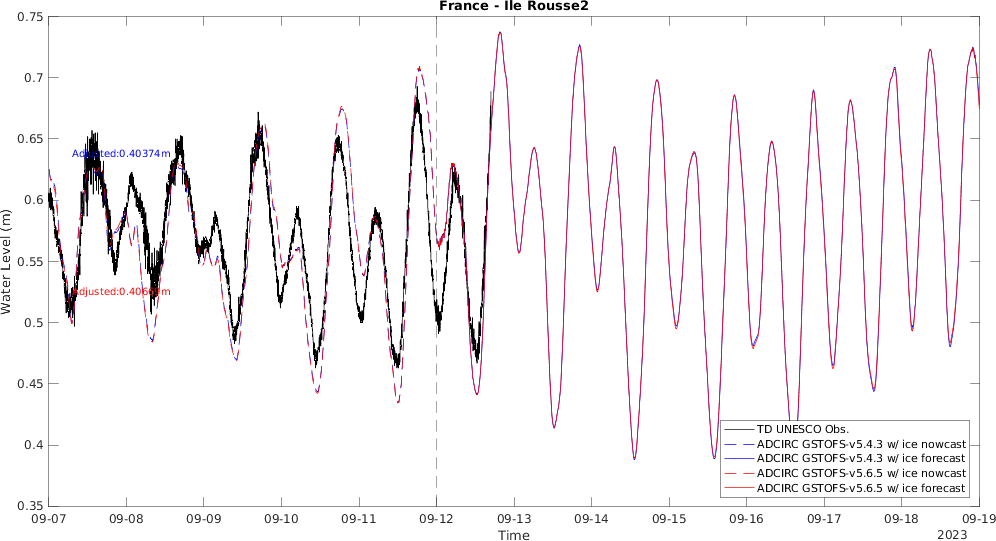 France - Ile Rousse2
Water Level (m)
0.75
0.7
0.65
0.6
0.55
0.5
0.45
0.4
0.35
Adjusted:0.40374m
TD UNESCO Obs.
ADCIRC GSTOFS-v5.4.3 w/ ice nowcast
ADCIRC GSTOFS-v5.4.3 w/ ice forecast
ADCIRC GSTOFS-v5.6.5 w/ ice nowcast
ADCIRC GSTOFS-v5.6.5 w/ ice forecast
09-07 09-08 09-09 09-10 09-11 09-12 09-13 09-14 09-15 09-16 09-17 09-18 09-19
Time
2023